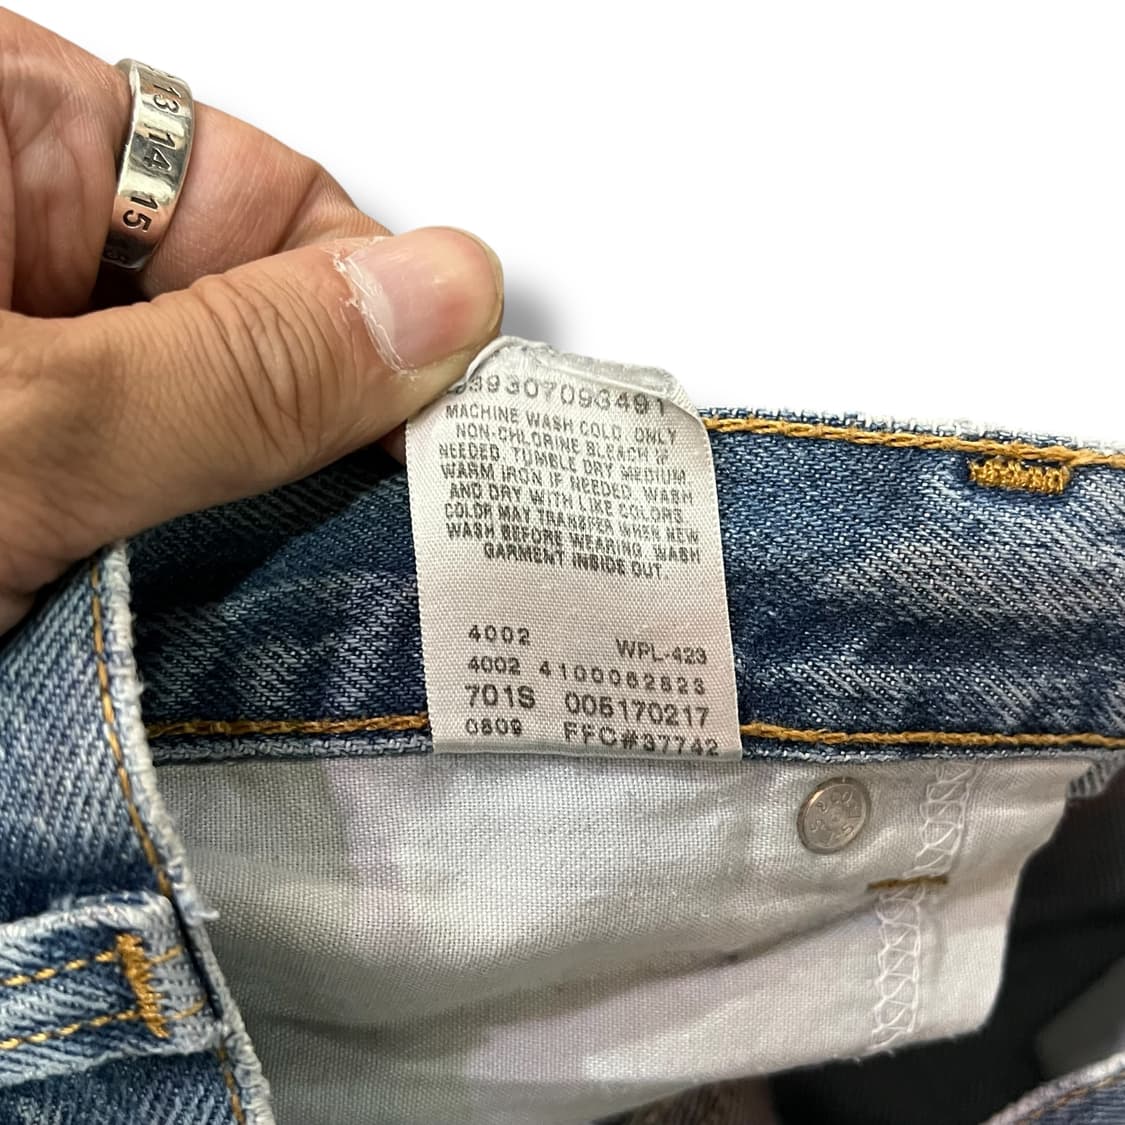 13 14 15
39307093491
MACHINE WASH COLD. ONLY
NON-CHLORINE BLEACH IF
NEEDED. TUMBLE DRY MEDIUM.
WARM IRON IF NEEDED. WASH
AND DRY WITH LIKE COLORS.
COLOR MAY TRANSFER WHEN NEW
WASH BEFORE WEARING. WASH
GARMENT INSIDE OUT.
4002 WPL-423
4002 4100062823
701S 005170217
0809 FFC#37742